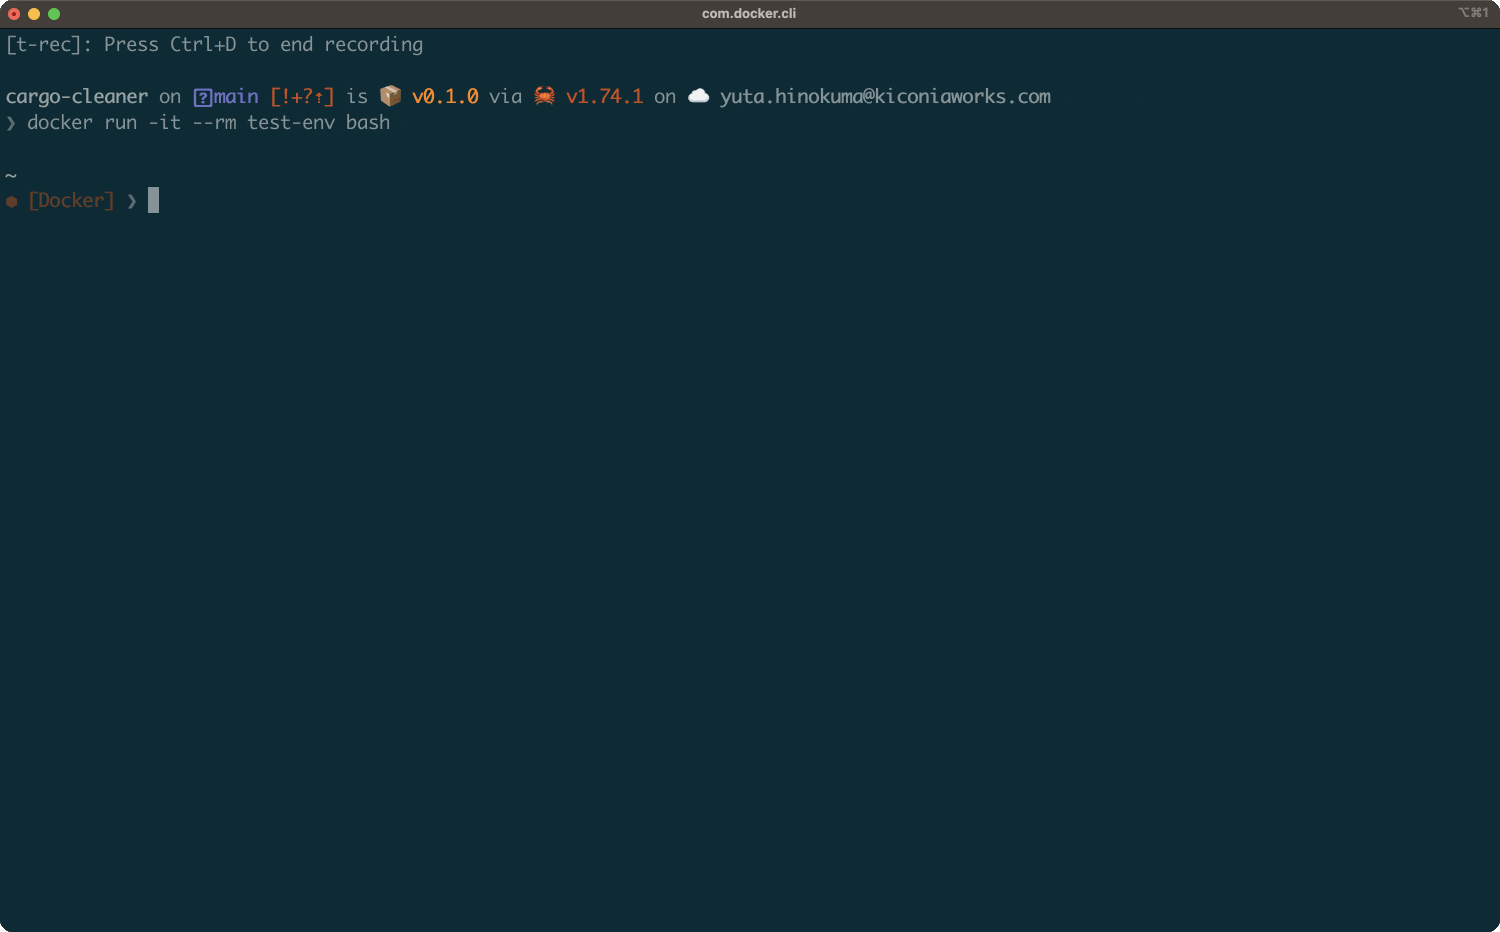 com.docker.cli
⌥⌘1
[t-rec]: Press Ctrl+D to end recording
cargo-cleaner on ?main [!+?⇡] is 📦 v0.1.0 via 🦀 v1.74.1 on ☁️ yuta.hinokuma@kiconiaworks.com
❯ docker run -it --rm test-env bash
~
⬢ [Docker] ❯